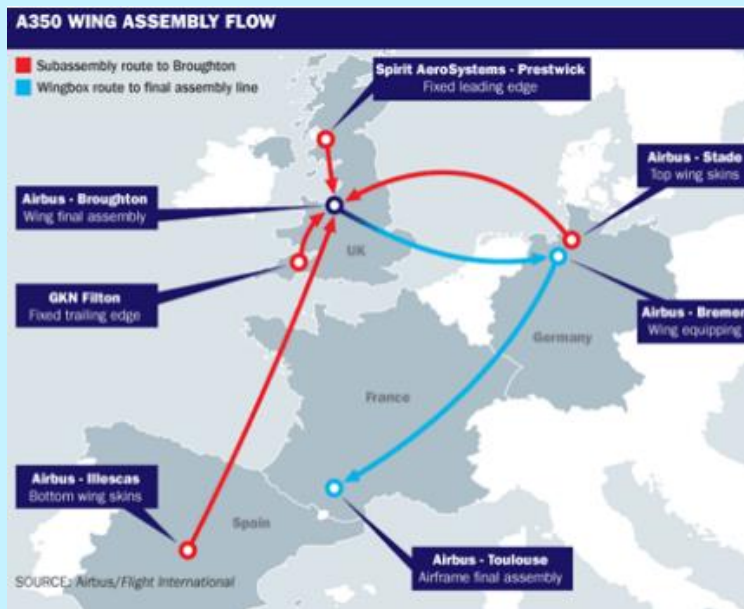 A350 WING ASSEMBLY FLOW
Subassembly route to Broughton
Wingbox route to final assembly line
Spirit AeroSystems - Prestwick
Fixed leading edge
Airbus - Stade
Top wing skins
Airbus - Broughton
Wing final assembly
UK
GKN Filton
Fixed trailing edge
Airbus - Bremen
Wing equipping
Germany
France
Airbus - Illescas
Bottom wing skins
Spain
Airbus - Toulouse
Airframe final assembly
SOURCE: Airbus/Flight International